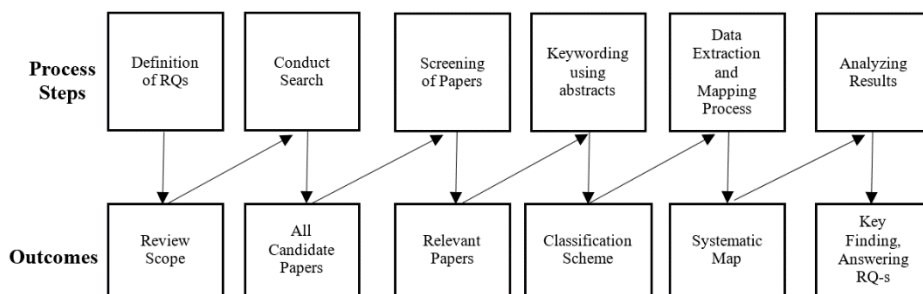 Process
Steps
Definition
of RQs
Conduct
Search
Screening
of Papers
Keywording
using
abstracts
Data
Extraction
and
Mapping
Process
Analyzing
Results
Outcomes
Review
Scope
All
Candidate
Papers
Relevant
Papers
Classification
Scheme
Systematic
Map
Key
Finding,
Answering
RQ-s